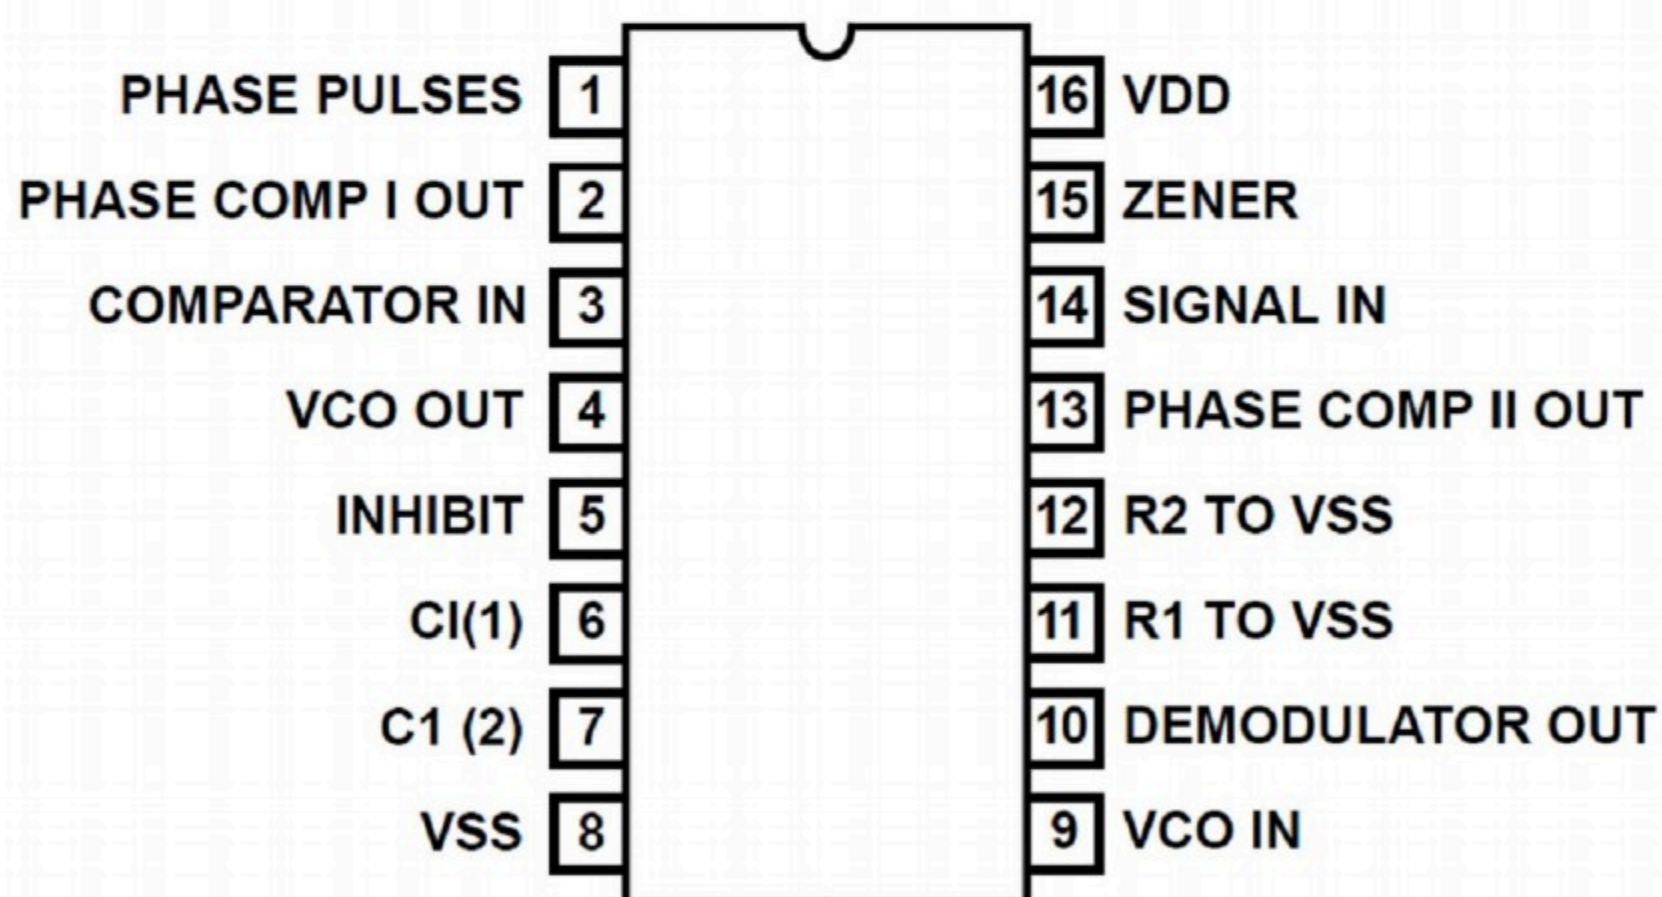 PHASE PULSES 1 16 VDD
PHASE COMP I OUT 2 15 ZENER
COMPARATOR IN 3 14 SIGNAL IN
VCO OUT 4 13 PHASE COMP II OUT
INHIBIT 5 12 R2 TO VSS
CI(1) 6 11 R1 TO VSS
C1 (2) 7 10 DEMODULATOR OUT
VSS 8 9 VCO IN